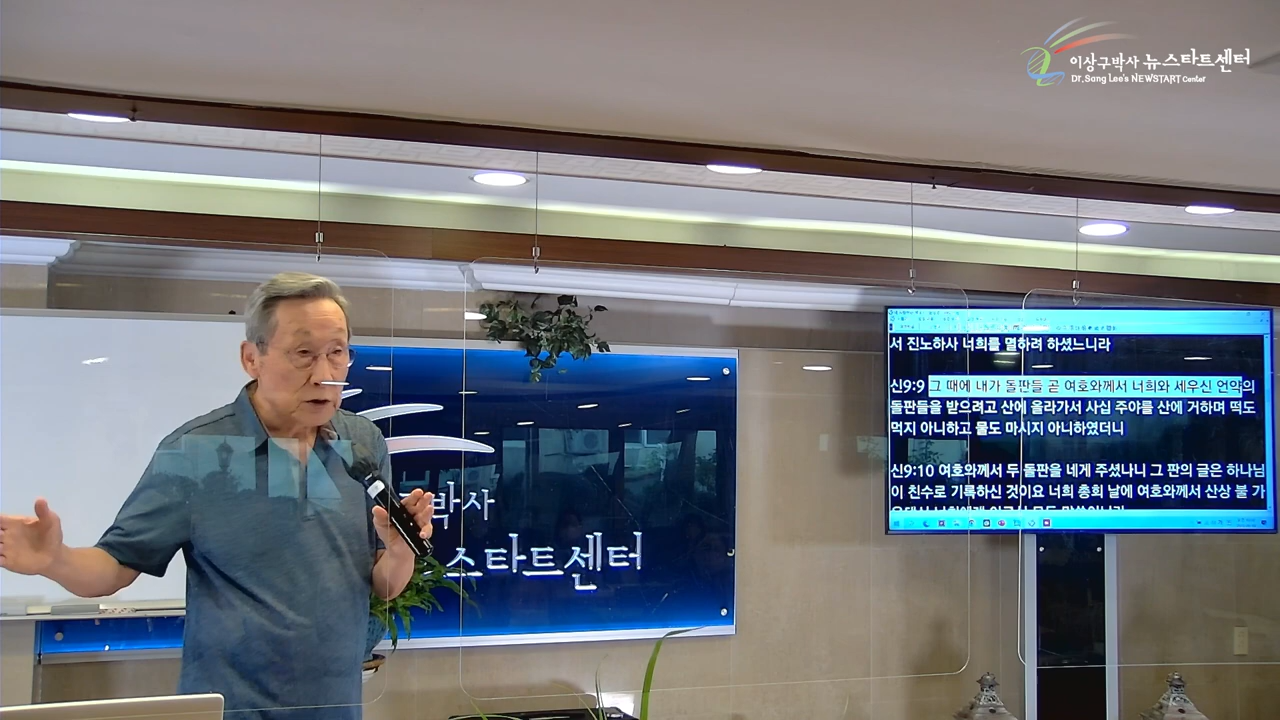 이상구박사 뉴스타트센터
Dr. Sang Lee's NEWSTART Center
서 진노하사 너희를 멸하려 하셨느니라
신9:9 그 때에 내가 돌판들 곧 여호와께서 너희와 세우신 언약의
돌판들을 받으려고 산에 올라가서 사십 주야를 산에 거하며 떡도
먹지 아니하고 물도 마시지 아니하였더니
신9:10 여호와께서 두 돌판을 네게 주셨나니 그 판의 글은 하나님
이 친수로 기록하신 것이요 너희 총회 날에 여호와께서 산상 불 가
구박사
스타트센터